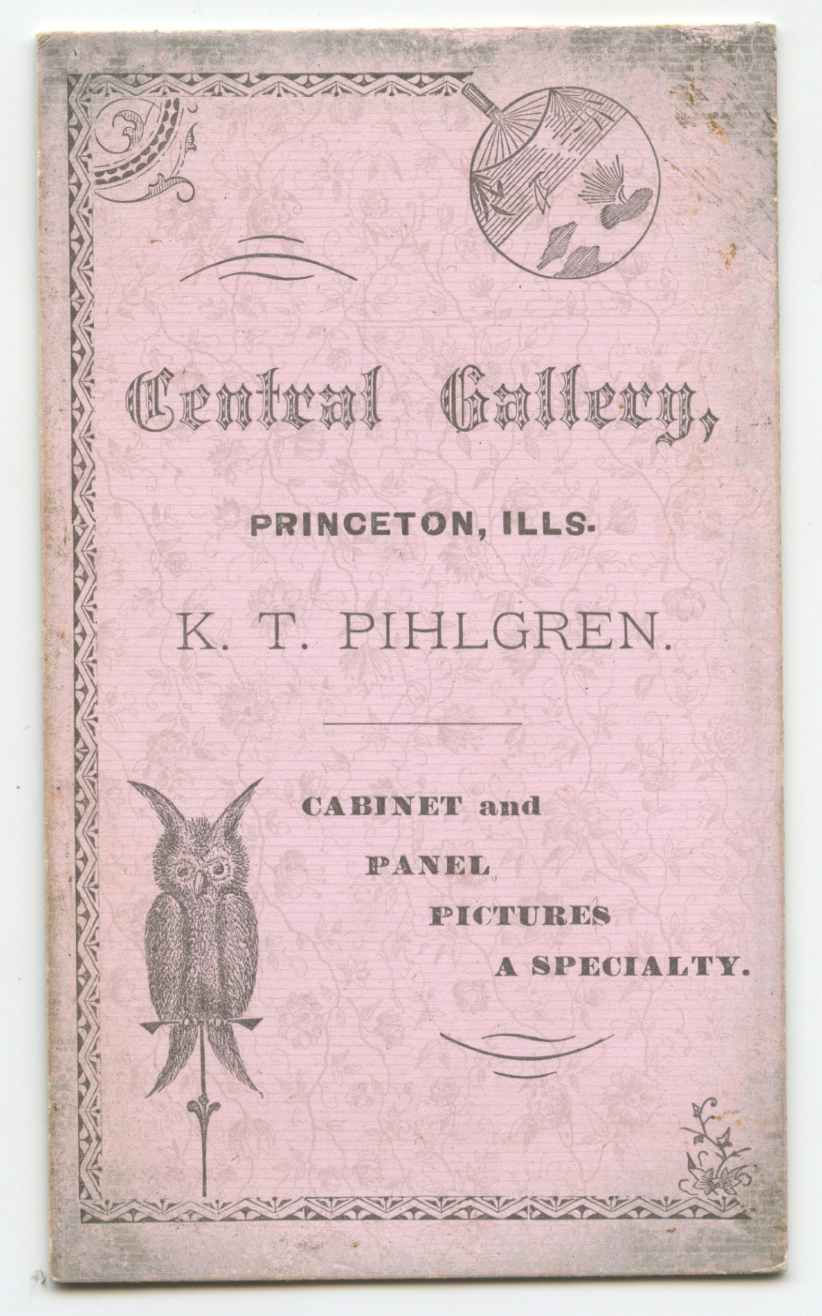 Central Gallery,
PRINCETON, ILLS.
K. T. PIHLGREN.
CABINET and
PANEL
PICTURES
A SPECIALTY.